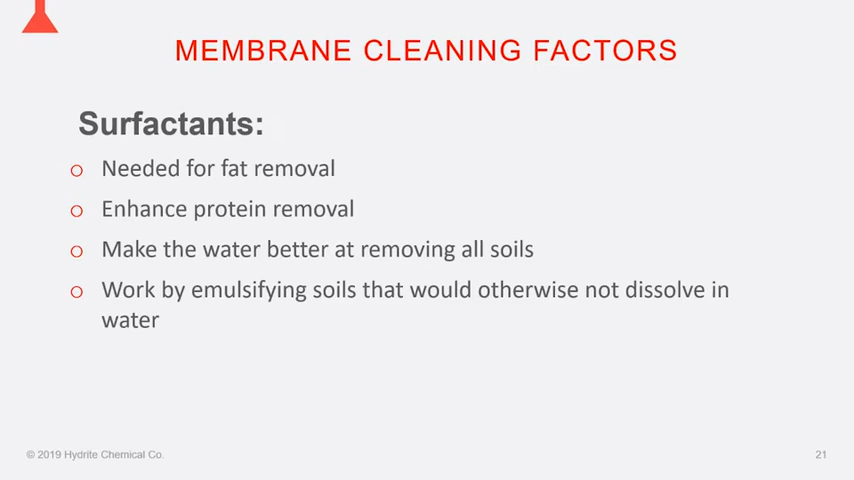 MEMBRANE CLEANING FACTORS
Surfactants:
o Needed for fat removal
o Enhance protein removal
o Make the water better at removing all soils
o Work by emulsifying soils that would otherwise not dissolve in
water
© 2019 Hydrite Chemical Co.
21